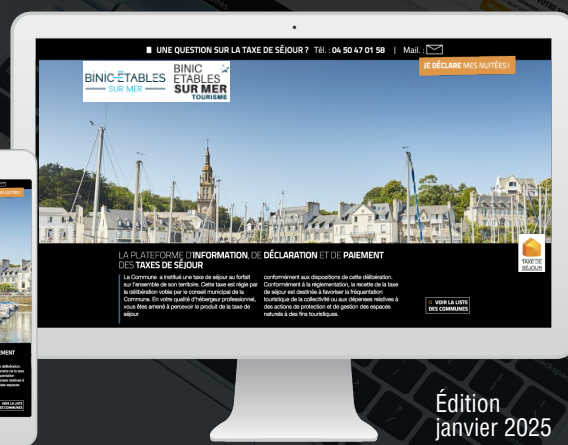 UNE QUESTION SUR LA TAXE DE SÉJOUR ? Tél. : 04 50 47 01 58 | Mail. :
JE DÉCLARE MES NUITÉES !
BINIC-ÉTABLES
SUR MER
BINIC
ETABLES
SUR MER
TOURISME
LA PLATEFORME D'INFORMATION, DE DÉCLARATION ET DE PAIEMENT
DES TAXES DE SÉJOUR
La Commune a institué une taxe de séjour au forfait
sur l'ensemble de son territoire. Cette taxe est régie par
la délibération votée par le conseil municipal de la
Commune. En votre qualité d'hébergeur professionnel,
vous êtes amené à percevoir le produit de la taxe de
séjour
conformément aux dispositions de cette délibération.
Conformément à la réglementation, la recette de la taxe
de séjour est destinée à favoriser la fréquentation
touristique de la collectivité ou aux dépenses relatives à
des actions de protection et de gestion des espaces
naturels à des fins touristiques.
TAXE DE
SÉJOUR
VOIR LA LISTE
DES COMMUNES
VOIR LA LISTE
DES COMMUNES
Édition
janvier 2025